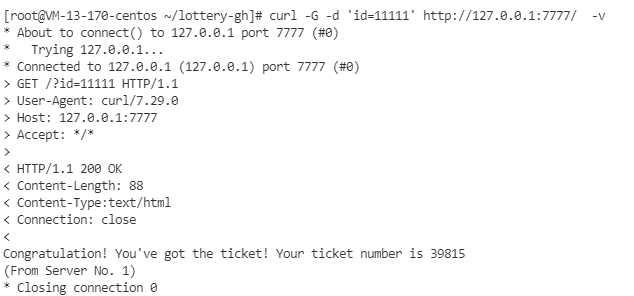 [root@VM-13-170-centos ~/lottery-gh]# curl -G -d 'id=11111' http://127.0.0.1:7777/  -v
* About to connect() to 127.0.0.1 port 7777 (#0)
*   Trying 127.0.0.1...
* Connected to 127.0.0.1 (127.0.0.1) port 7777 (#0)
> GET /?id=11111 HTTP/1.1
> User-Agent: curl/7.29.0
> Host: 127.0.0.1:7777
> Accept: */*
>
< HTTP/1.1 200 OK
< Content-Length: 88
< Content-Type:text/html
< Connection: close
<
Congratulation! You've got the ticket! Your ticket number is 39815
(From Server No. 1)
* Closing connection 0